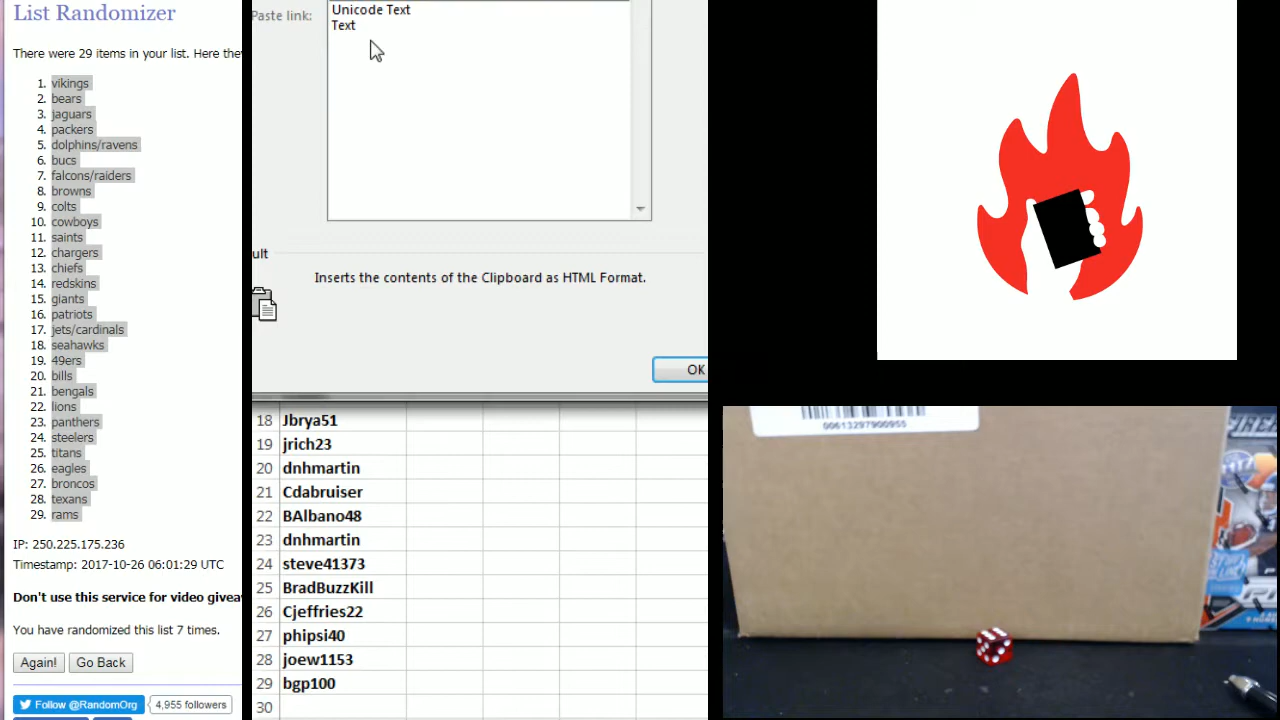 List Randomizer
There were 29 items in your list. Here they
1. vikings
2. bears
3. jaguars
4. packers
5. dolphins/ravens
6. bucs
7. falcons/raiders
8. browns
9. colts
10. cowboys
11. saints
12. chargers
13. chiefs
14. redskins
15. giants
16. patriots
17. jets/cardinals
18. seahawks
19. 49ers
20. bills
21. bengals
22. lions
23. panthers
24. steelers
25. titans
26. eagles
27. broncos
28. texans
29. rams
IP: 250.225.175.236
Timestamp: 2017-10-26 06:01:29 UTC
Don't use this service for video givea
You have randomized this list 7 times.
Again! Go Back
Follow @RandomOrg 4,955 followers
Paste link:
Unicode Text
Text
ult
Inserts the contents of the Clipboard as HTML Format.
OK
18 Jbrya51
19 jrich23
20 dnhmartin
21 Cdabruiser
22 BAlbano48
23 dnhmartin
24 steve41373
25 BradBuzzKill
26 Cjeffries22
27 phipsi40
28 joew1153
29 bgp100
30
00613297900955